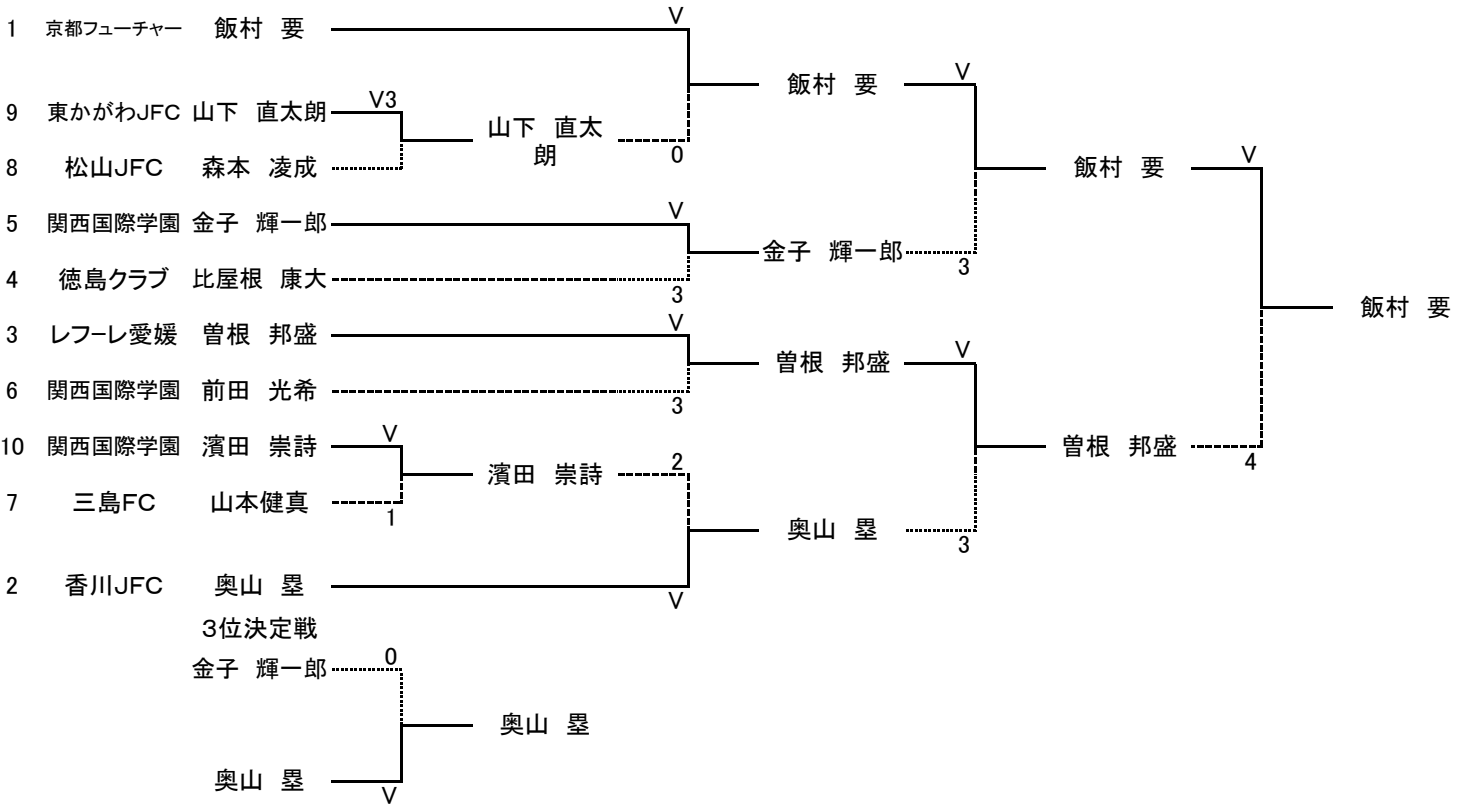 V
1 京都フューチャー 飯村 要
飯村 要 V
9 東かがわJFC 山下 直太朗 V3
山下 直太
朗
0
8 松山JFC 森本 凌成
飯村 要 V
5 関西国際学園 金子 輝一郎 V
金子 輝一郎 3
4 徳島クラブ 比屋根 康大 3
飯村 要
3 レフーレ愛媛 曽根 邦盛 V
曽根 邦盛 V
6 関西国際学園 前田 光希 3
10 関西国際学園 濱田 崇詩 V
曽根 邦盛 4
濱田 崇詩 2
7 三島FC 山本健真 1
奥山 塁 3
2 香川JFC 奥山 塁 V
3位決定戦
金子 輝一郎 0
奥山 塁
奥山 塁 V